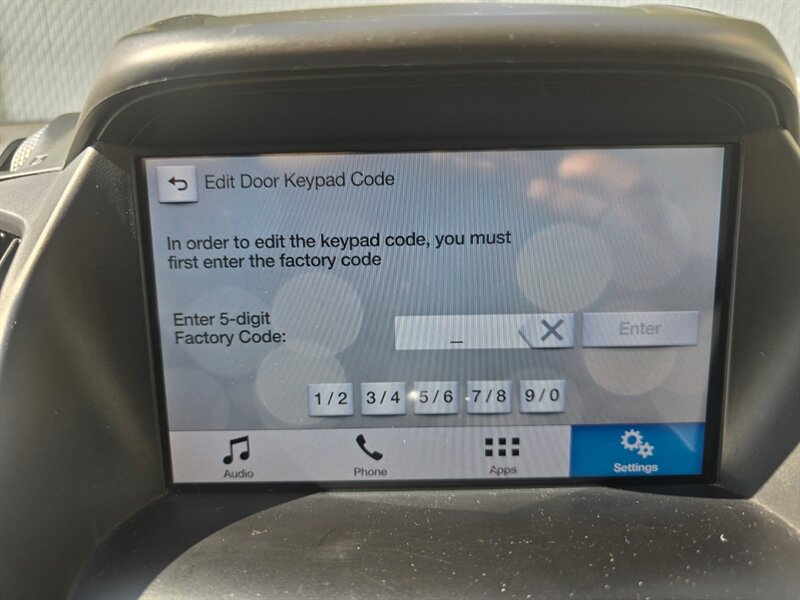 Edit Door Keypad Code
In order to edit the keypad code, you must
first enter the factory code
Enter 5-digit
Factory Code:
_
Enter
1 / 2 3 / 4 5 / 6 7 / 8 9 / 0
Audio Phone Apps Settings